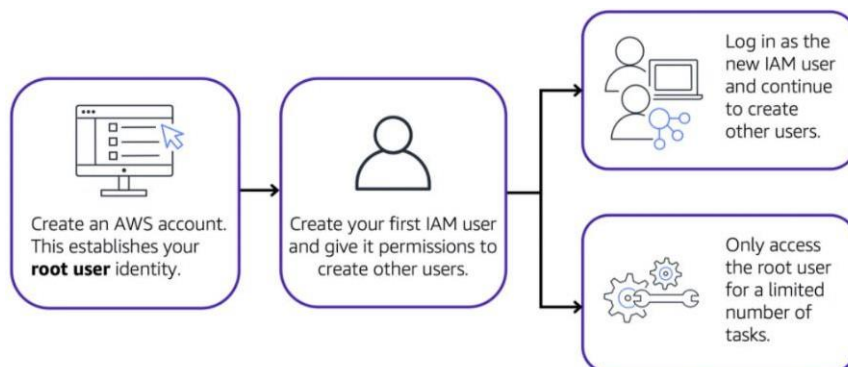 Create an AWS account.
This establishes your
root user identity.
Create your first IAM user
and give it permissions to
create other users.
Log in as the
new IAM user
and continue
to create
other users.
Only access
the root user
for a limited
number of
tasks.